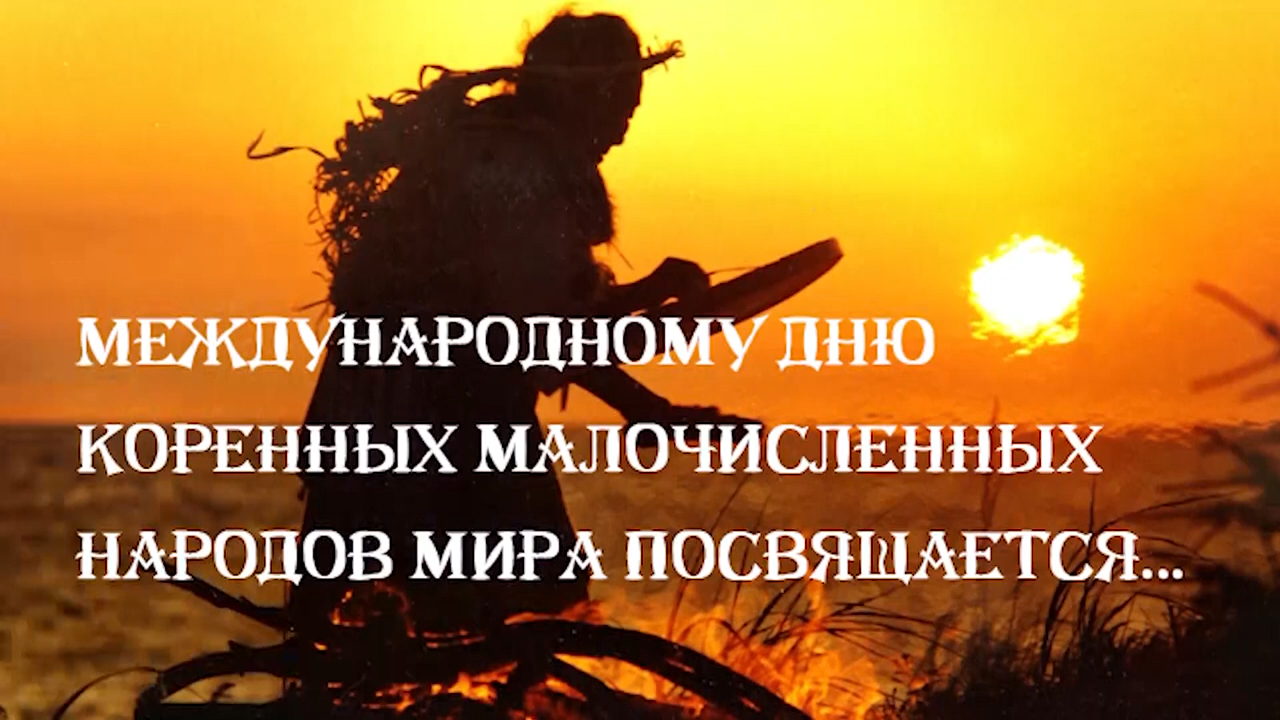 МЕЖДУНАРОДНОМУ ДНЮ
КОРЕННЫХ МАЛОЧИСЛЕННЫХ
НАРОДОВ МИРА ПОСВЯЩАЕТСЯ...